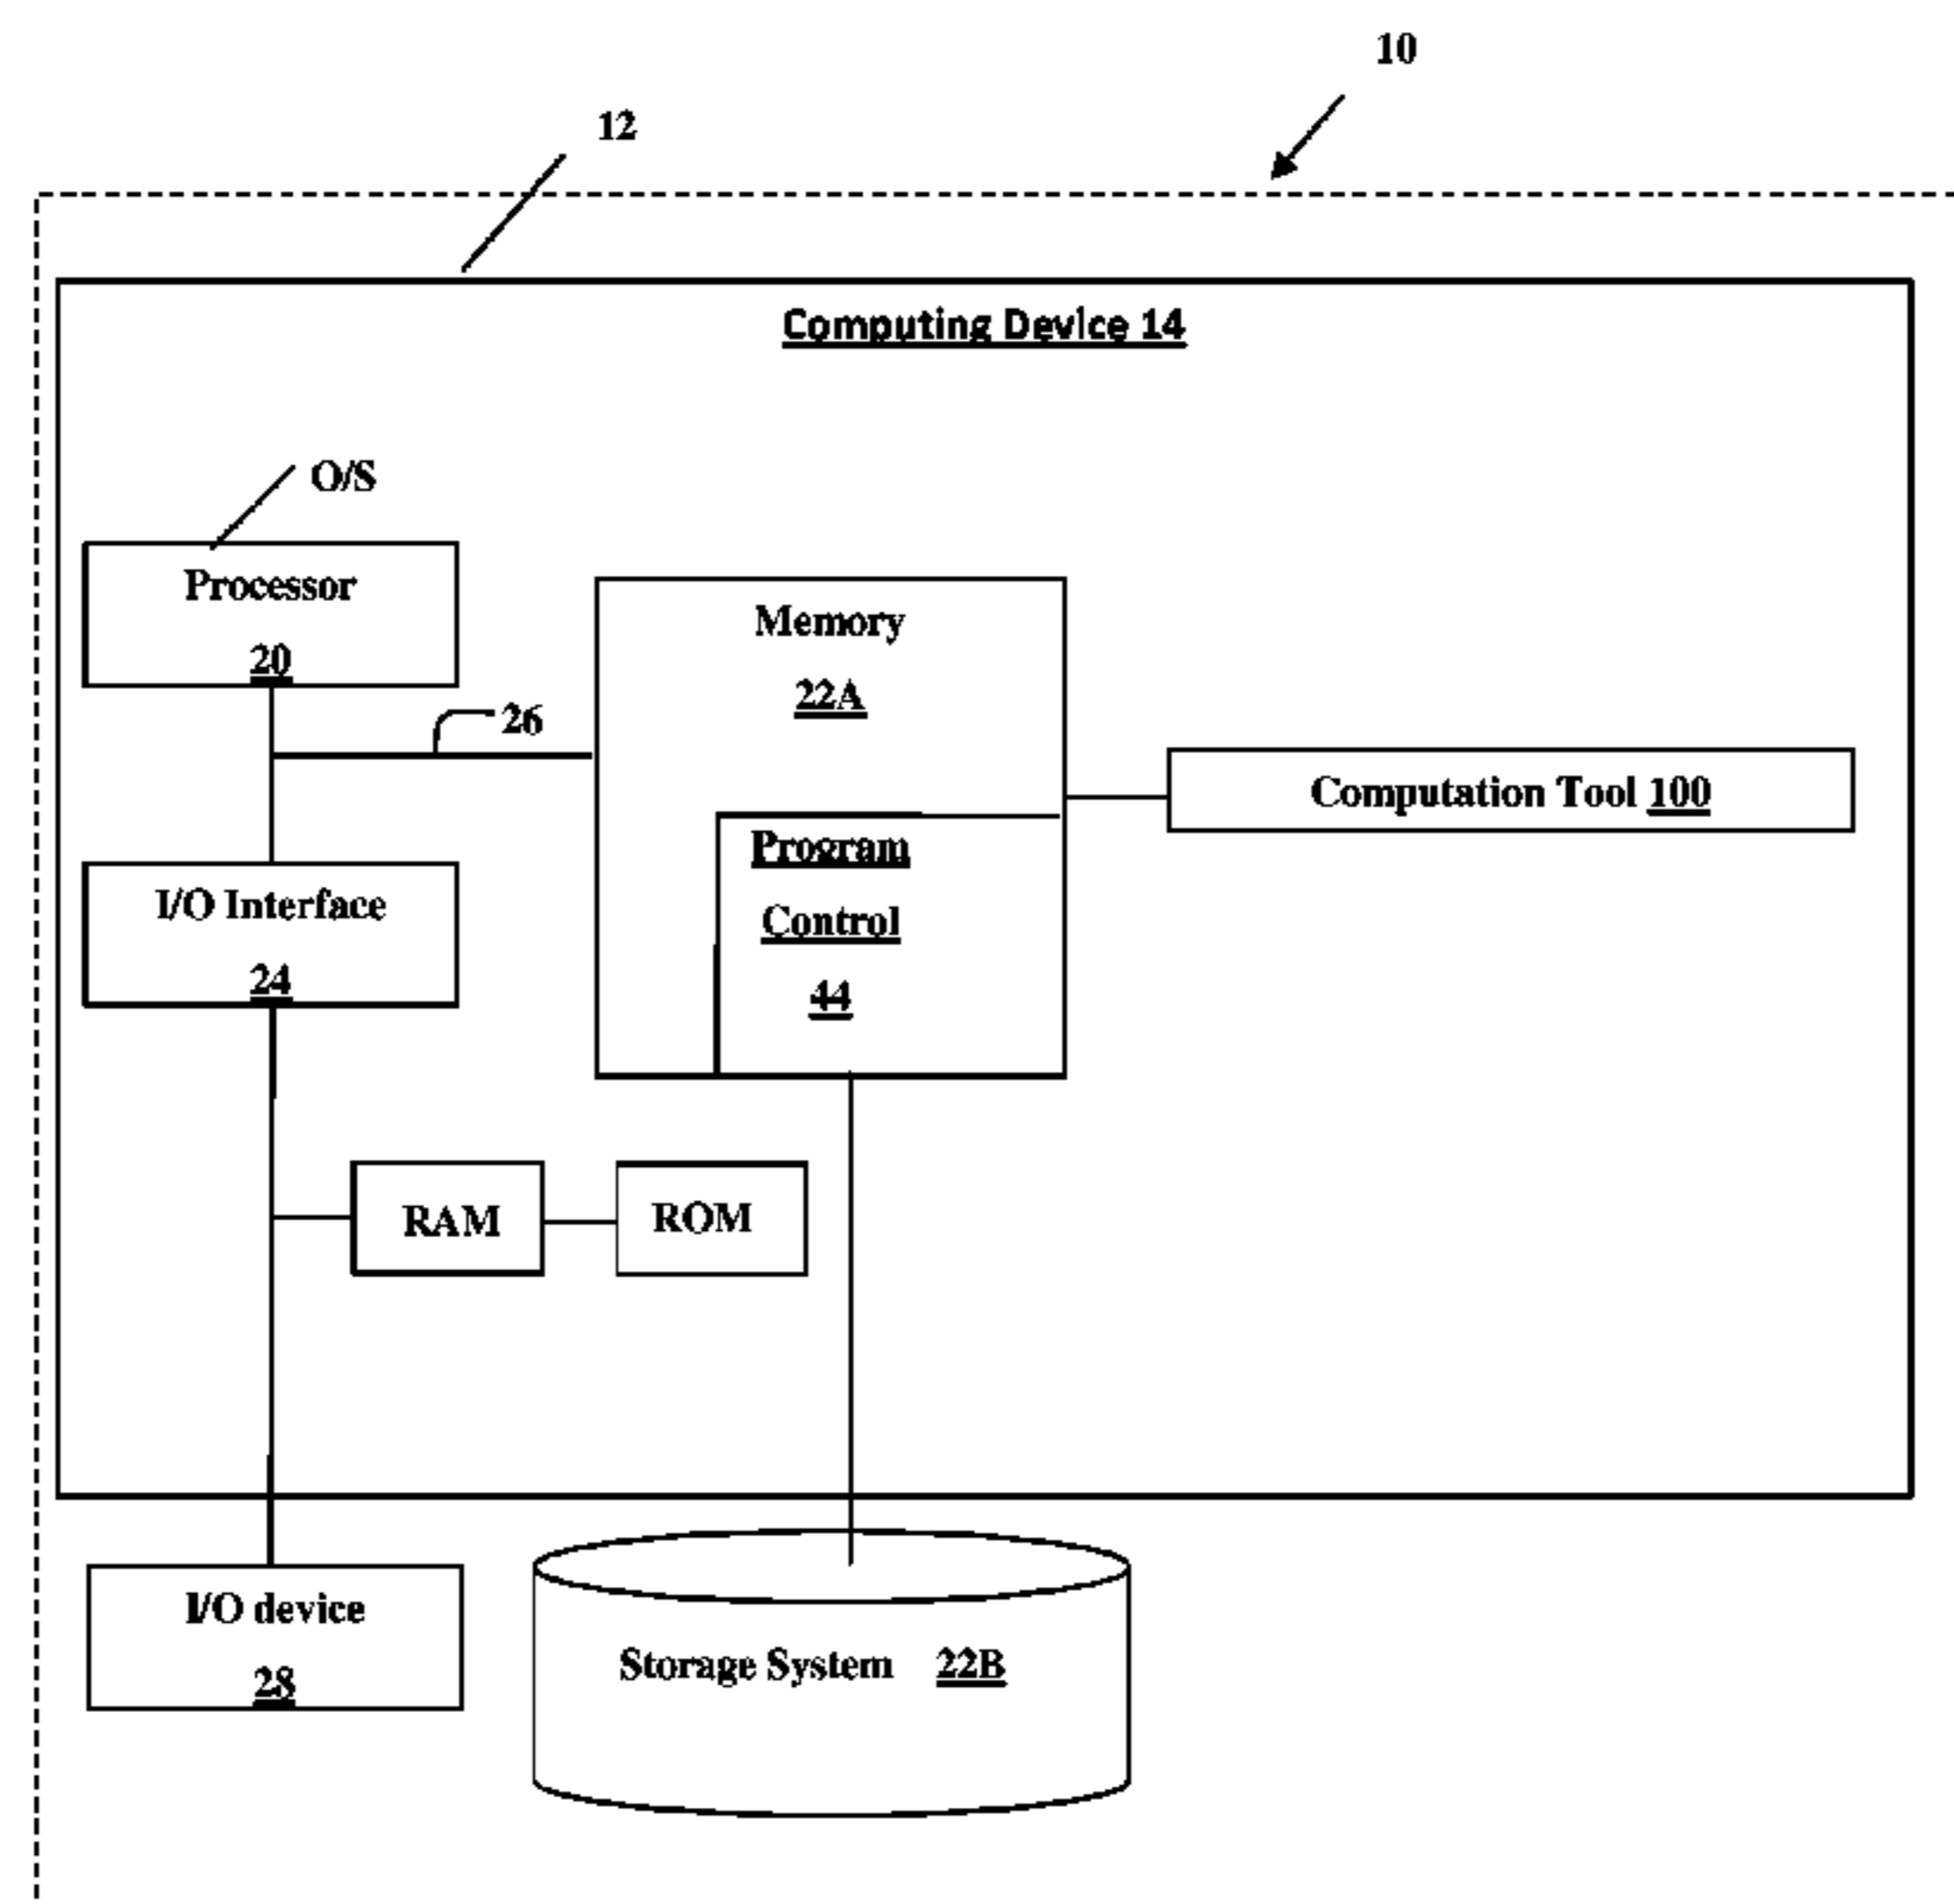 10
12
Computing Device 14
O/S
Processor
20
26
Memory
22A
Computation Tool 100
Program
Control
44
I/O Interface
24
RAM
ROM
I/O device
28
Storage System 22B